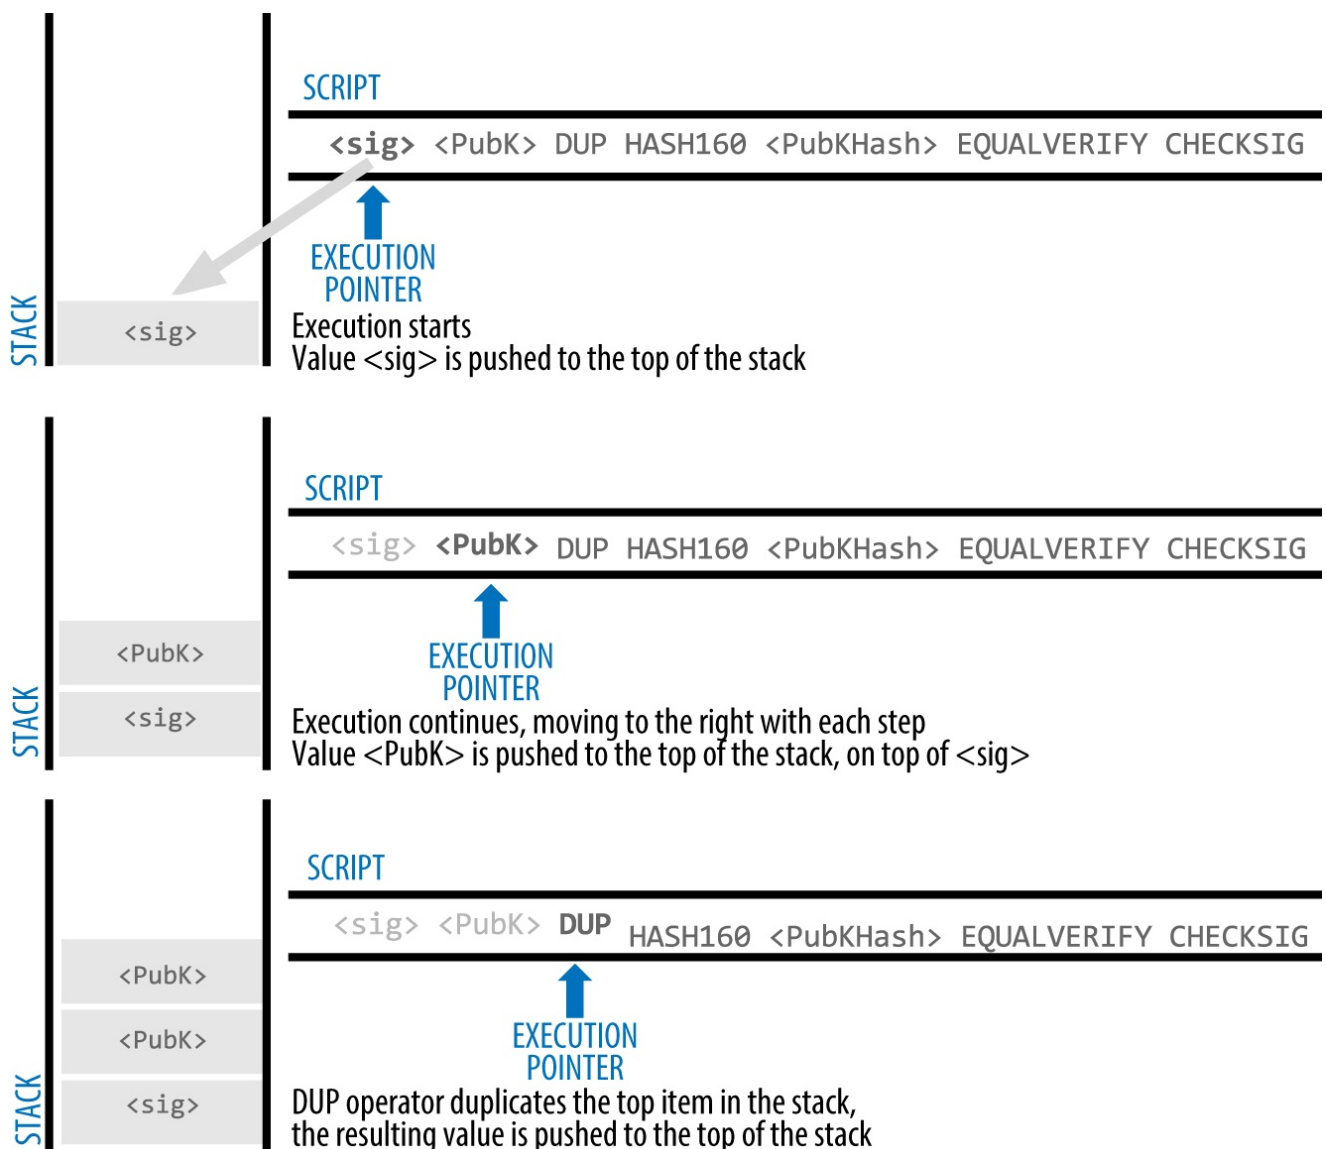 SCRIPT
<sig> <PubK> DUP HASH160 <PubKHash> EQUALVERIFY CHECKSIG
EXECUTION
POINTER
STACK
<sig>
Execution starts
Value <sig> is pushed to the top of the stack
SCRIPT
<sig> <PubK> DUP HASH160 <PubKHash> EQUALVERIFY CHECKSIG
EXECUTION
POINTER
STACK
<PubK>
<sig>
Execution continues, moving to the right with each step
Value <PubK> is pushed to the top of the stack, on top of <sig>
SCRIPT
<sig> <PubK> DUP HASH160 <PubKHash> EQUALVERIFY CHECKSIG
EXECUTION
POINTER
STACK
<PubK>
<PubK>
<sig>
DUP operator duplicates the top item in the stack,
the resulting value is pushed to the top of the stack